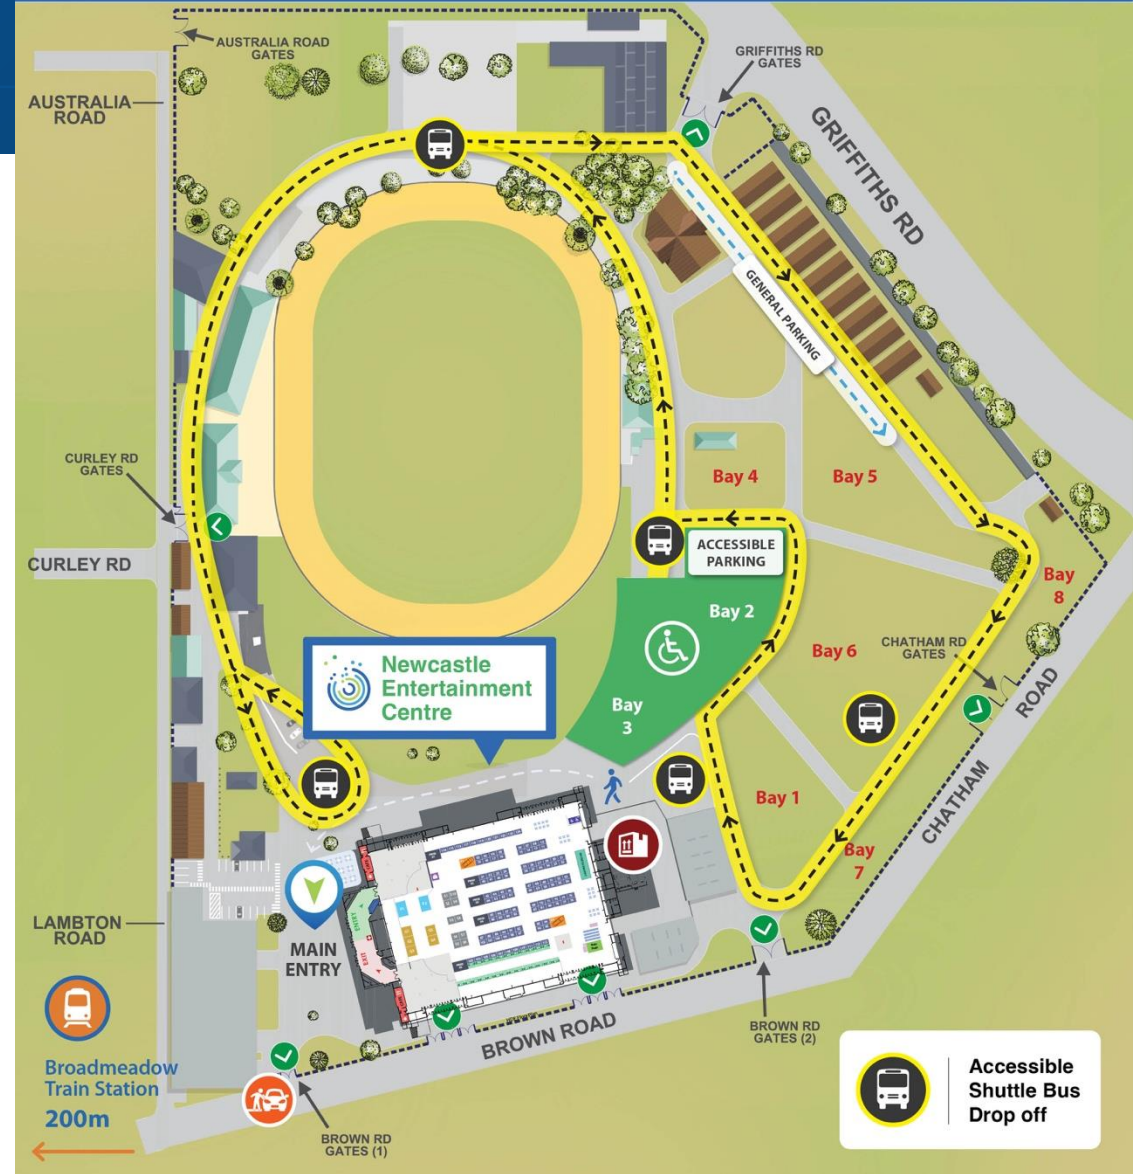 AUSTRALIA ROAD
GATES
GRIFFITHS RD
GATES
AUSTRALIA
ROAD
GRIFFITHS RD
GENERAL PARKING
CURLEY RD
GATES
Bay 4
Bay 5
CURLEY RD
ACCESSIBLE
PARKING
Bay
8
Bay 2
Bay 6
CHATHAM RD
GATES
Newcastle
Entertainment
Centre
Bay
3
CHATHAM ROAD
Bay 1
Bay
7
LAMBTON
ROAD
MAIN
ENTRY
ENTRY
EXIT
BROWN ROAD
BROWN RD
GATES (2)
Broadmeadow
Train Station
200m
BROWN RD
GATES (1)
Accessible
Shuttle Bus
Drop off